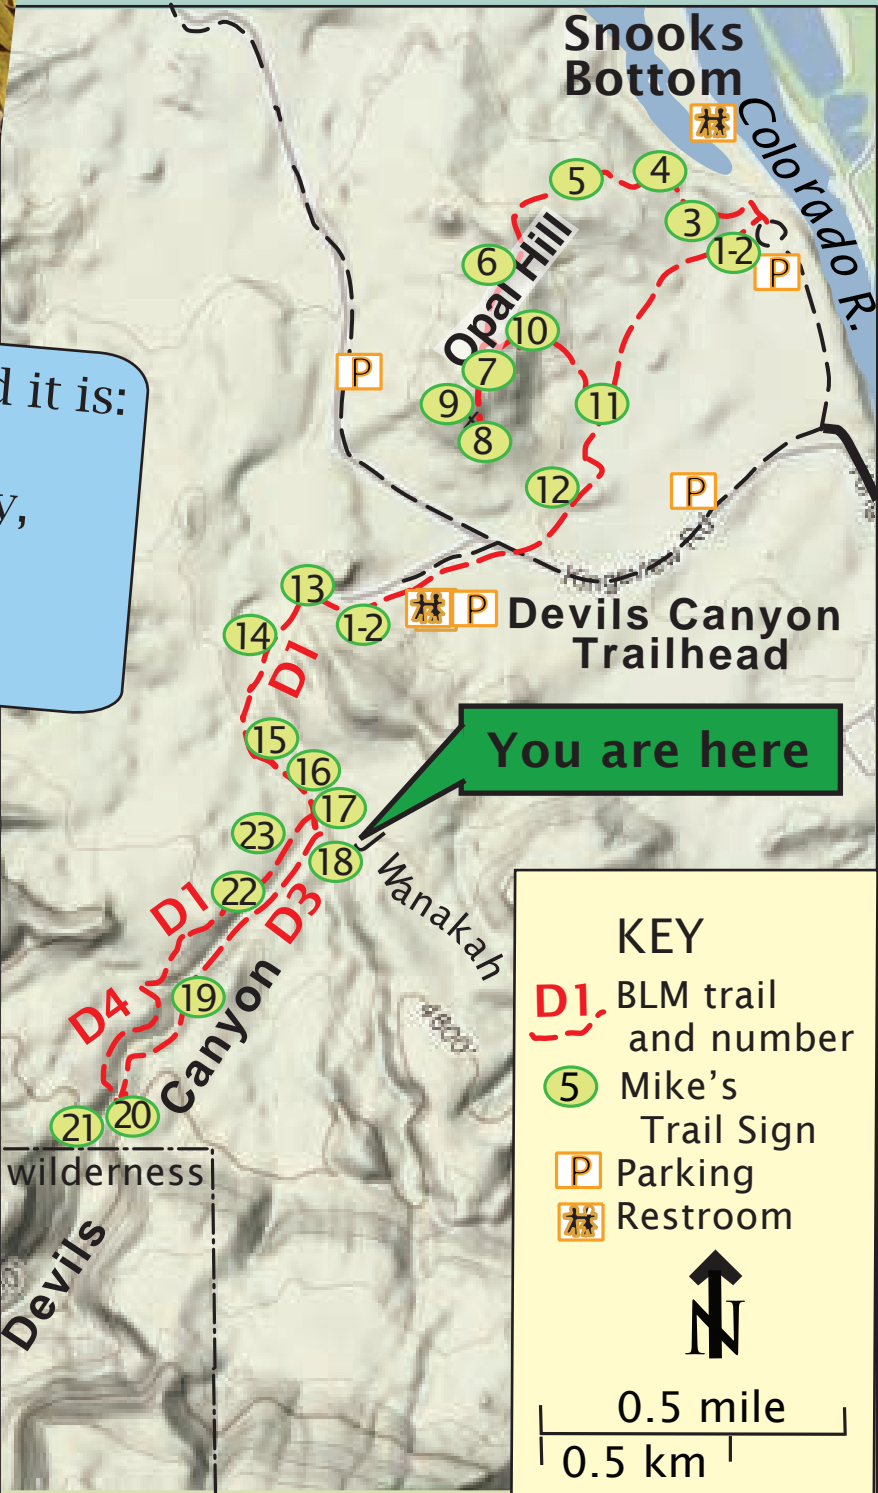 Snooks
Bottom
Colorado R.
5
4
3
1-2
P
6
Opal Hill
10
7
9
8
11
P
d it is:
y,
12
P
13
1-2
P
Devils Canyon
Trailhead
14
D1
15
16
You are here
17
23
18
Wanakah
22
D1
D3
19
D4
Canyon
4800'
21
20
wilderness
Devils
KEY
D1 BLM trail
and number
5 Mike's
Trail Sign
P Parking
Restroom
N
0.5 mile
0.5 km